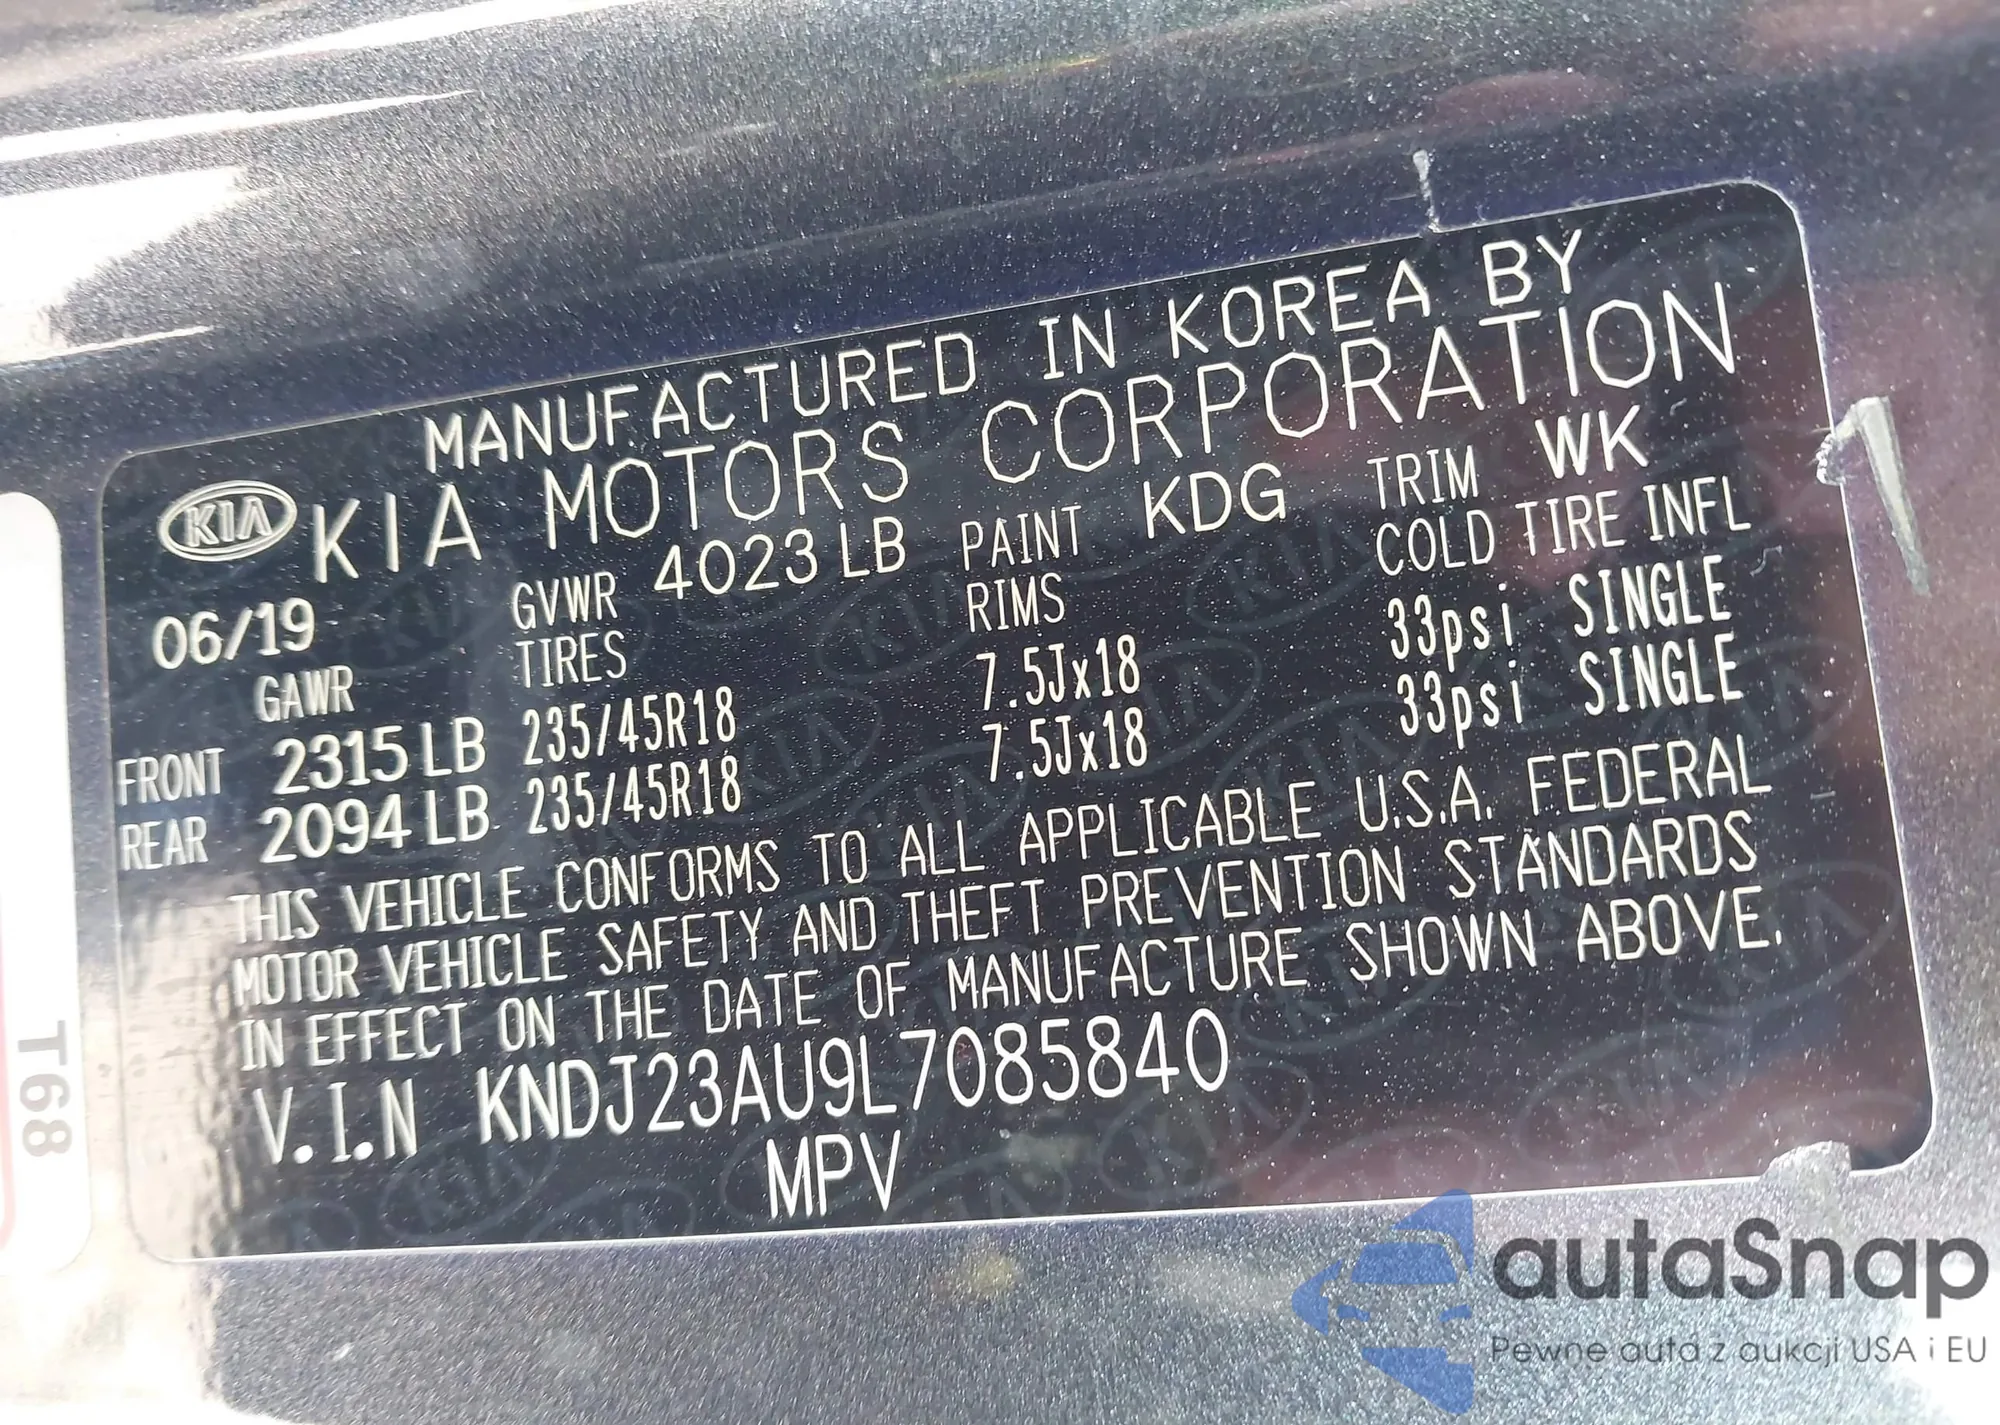 MANUFACTURED IN KOREA BY
KIA KIA MOTORS CORPORATION
06/19 GVWR 4023 LB PAINT KDG TRIM WK
GAWR TIRES RIMS COLD TIRE INFL
FRONT 2315 LB 235/45R18 7.5Jx18 33psi SINGLE
REAR 2094 LB 235/45R18 7.5Jx18 33psi SINGLE
THIS VEHICLE CONFORMS TO ALL APPLICABLE U.S.A. FEDERAL
MOTOR VEHICLE SAFETY AND THEFT PREVENTION STANDARDS
IN EFFECT ON THE DATE OF MANUFACTURE SHOWN ABOVE.
V.I.N KNDJ23AU9L7085840
MPV
T68
autaSnap
Pewne auta z aukcji USA i EU